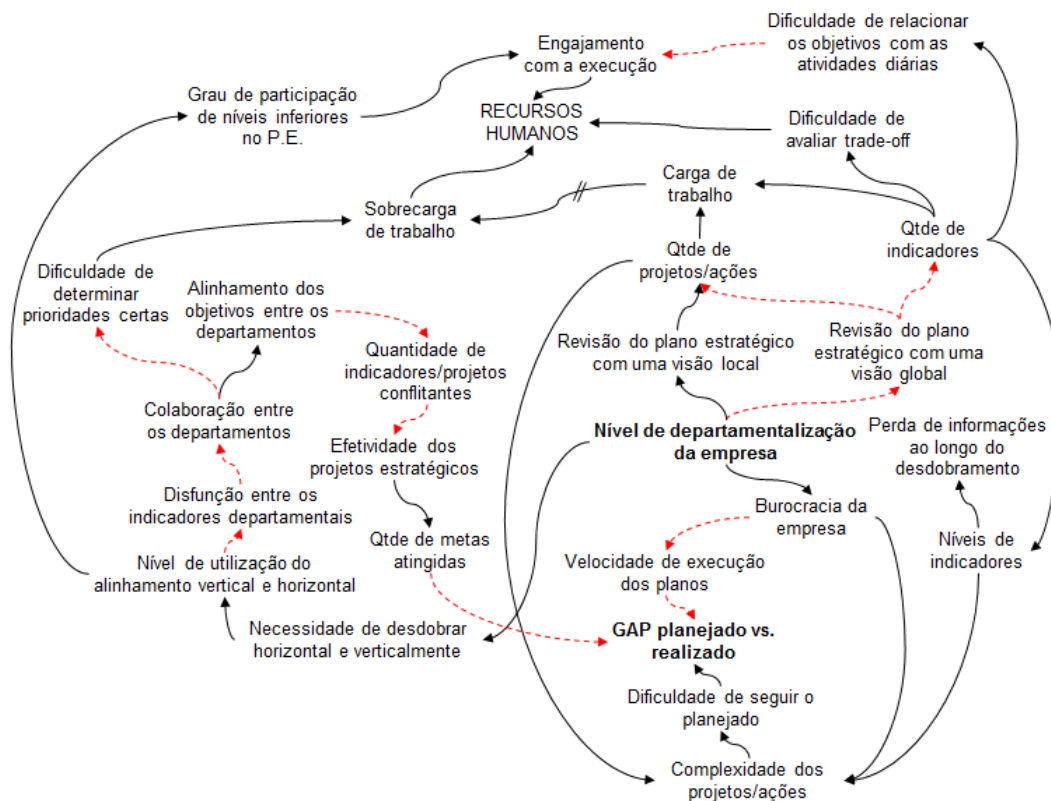 Dificuldade de relacionar
os objetivos com as
atividades diárias
Engajamento
com a execução
Grau de participação
de níveis inferiores
no P.E.
RECURSOS
HUMANOS
Dificuldade de
avaliar trade-off
Carga de
trabalho
Sobrecarga
de trabalho
Qtde de
indicadores
Qtde de
projetos/ações
Dificuldade de
determinar
prioridades certas
Alinhamento dos
objetivos entre os
departamentos
Revisão do plano estratégico
com uma visão local
Revisão do plano
estratégico com uma
visão global
Quantidade de
indicadores/projetos
conflitantes
Colaboração entre
os departamentos
Nível de departamentalização
da empresa
Perda de informações
ao longo do
desdobramento
Efetividade dos
projetos estratégicos
Disfunção entre os
indicadores departamentais
Burocracia da
empresa
Qtde de metas
atingidas
Níveis de
indicadores
Nível de utilização do
alinhamento vertical e horizontal
Velocidade de execução
dos planos
Necessidade de desdobrar
horizontal e verticalmente
GAP planejado vs.
realizado
Dificuldade de seguir o
planejado
Complexidade dos
projetos/ações